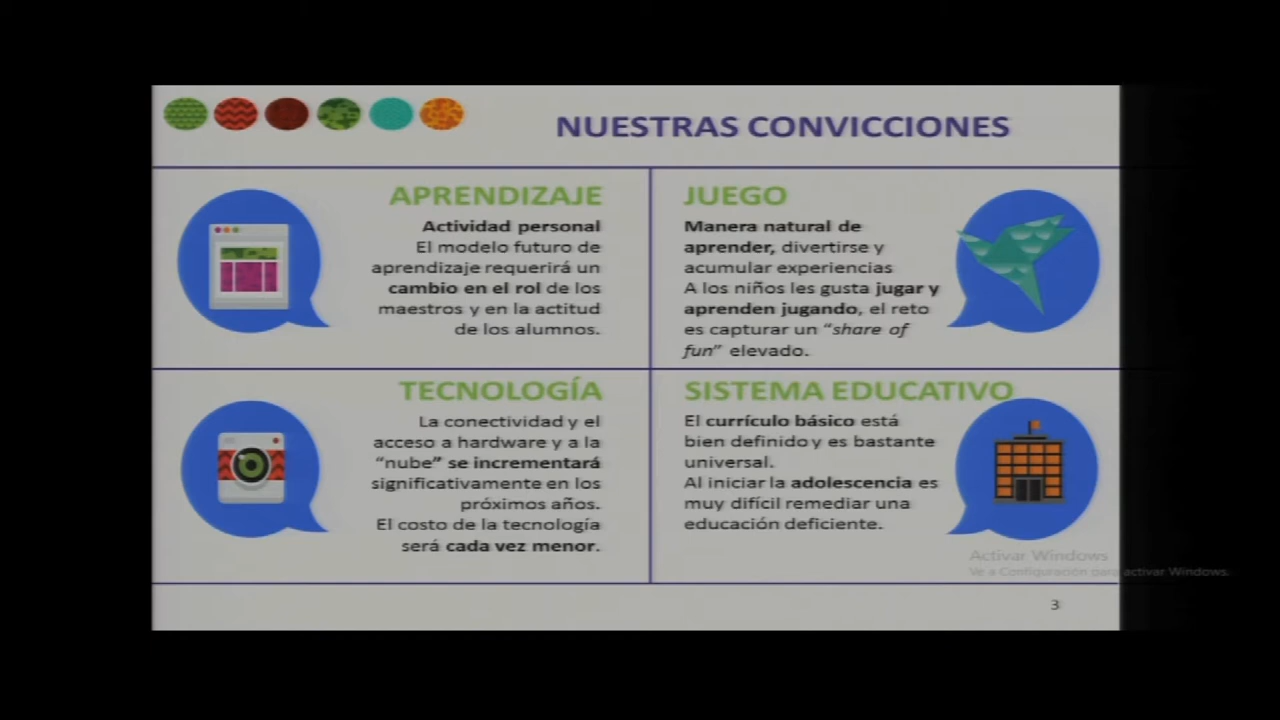 NUESTRAS CONVICCIONES
APRENDIZAJE
Actividad personal
El modelo futuro de
aprendizaje requerirá un
cambio en el rol de los
maestros y en la actitud
de los alumnos.
JUEGO
Manera natural de
aprender, divertirse y
acumular experiencias
A los niños les gusta jugar y
aprenden jugando, el reto
es capturar un “share of
fun” elevado.
TECNOLOGÍA
La conectividad y el
acceso a hardware y a la
“nube” se incrementará
significativamente en los
próximos años.
El costo de la tecnología
será cada vez menor.
SISTEMA EDUCATIVO
El currículo básico está
bien definido y es bastante
universal.
Al iniciar la adolescencia es
muy difícil remediar una
educación deficiente.
Activar Windows
Ve a Configuración para activar Windows.
3